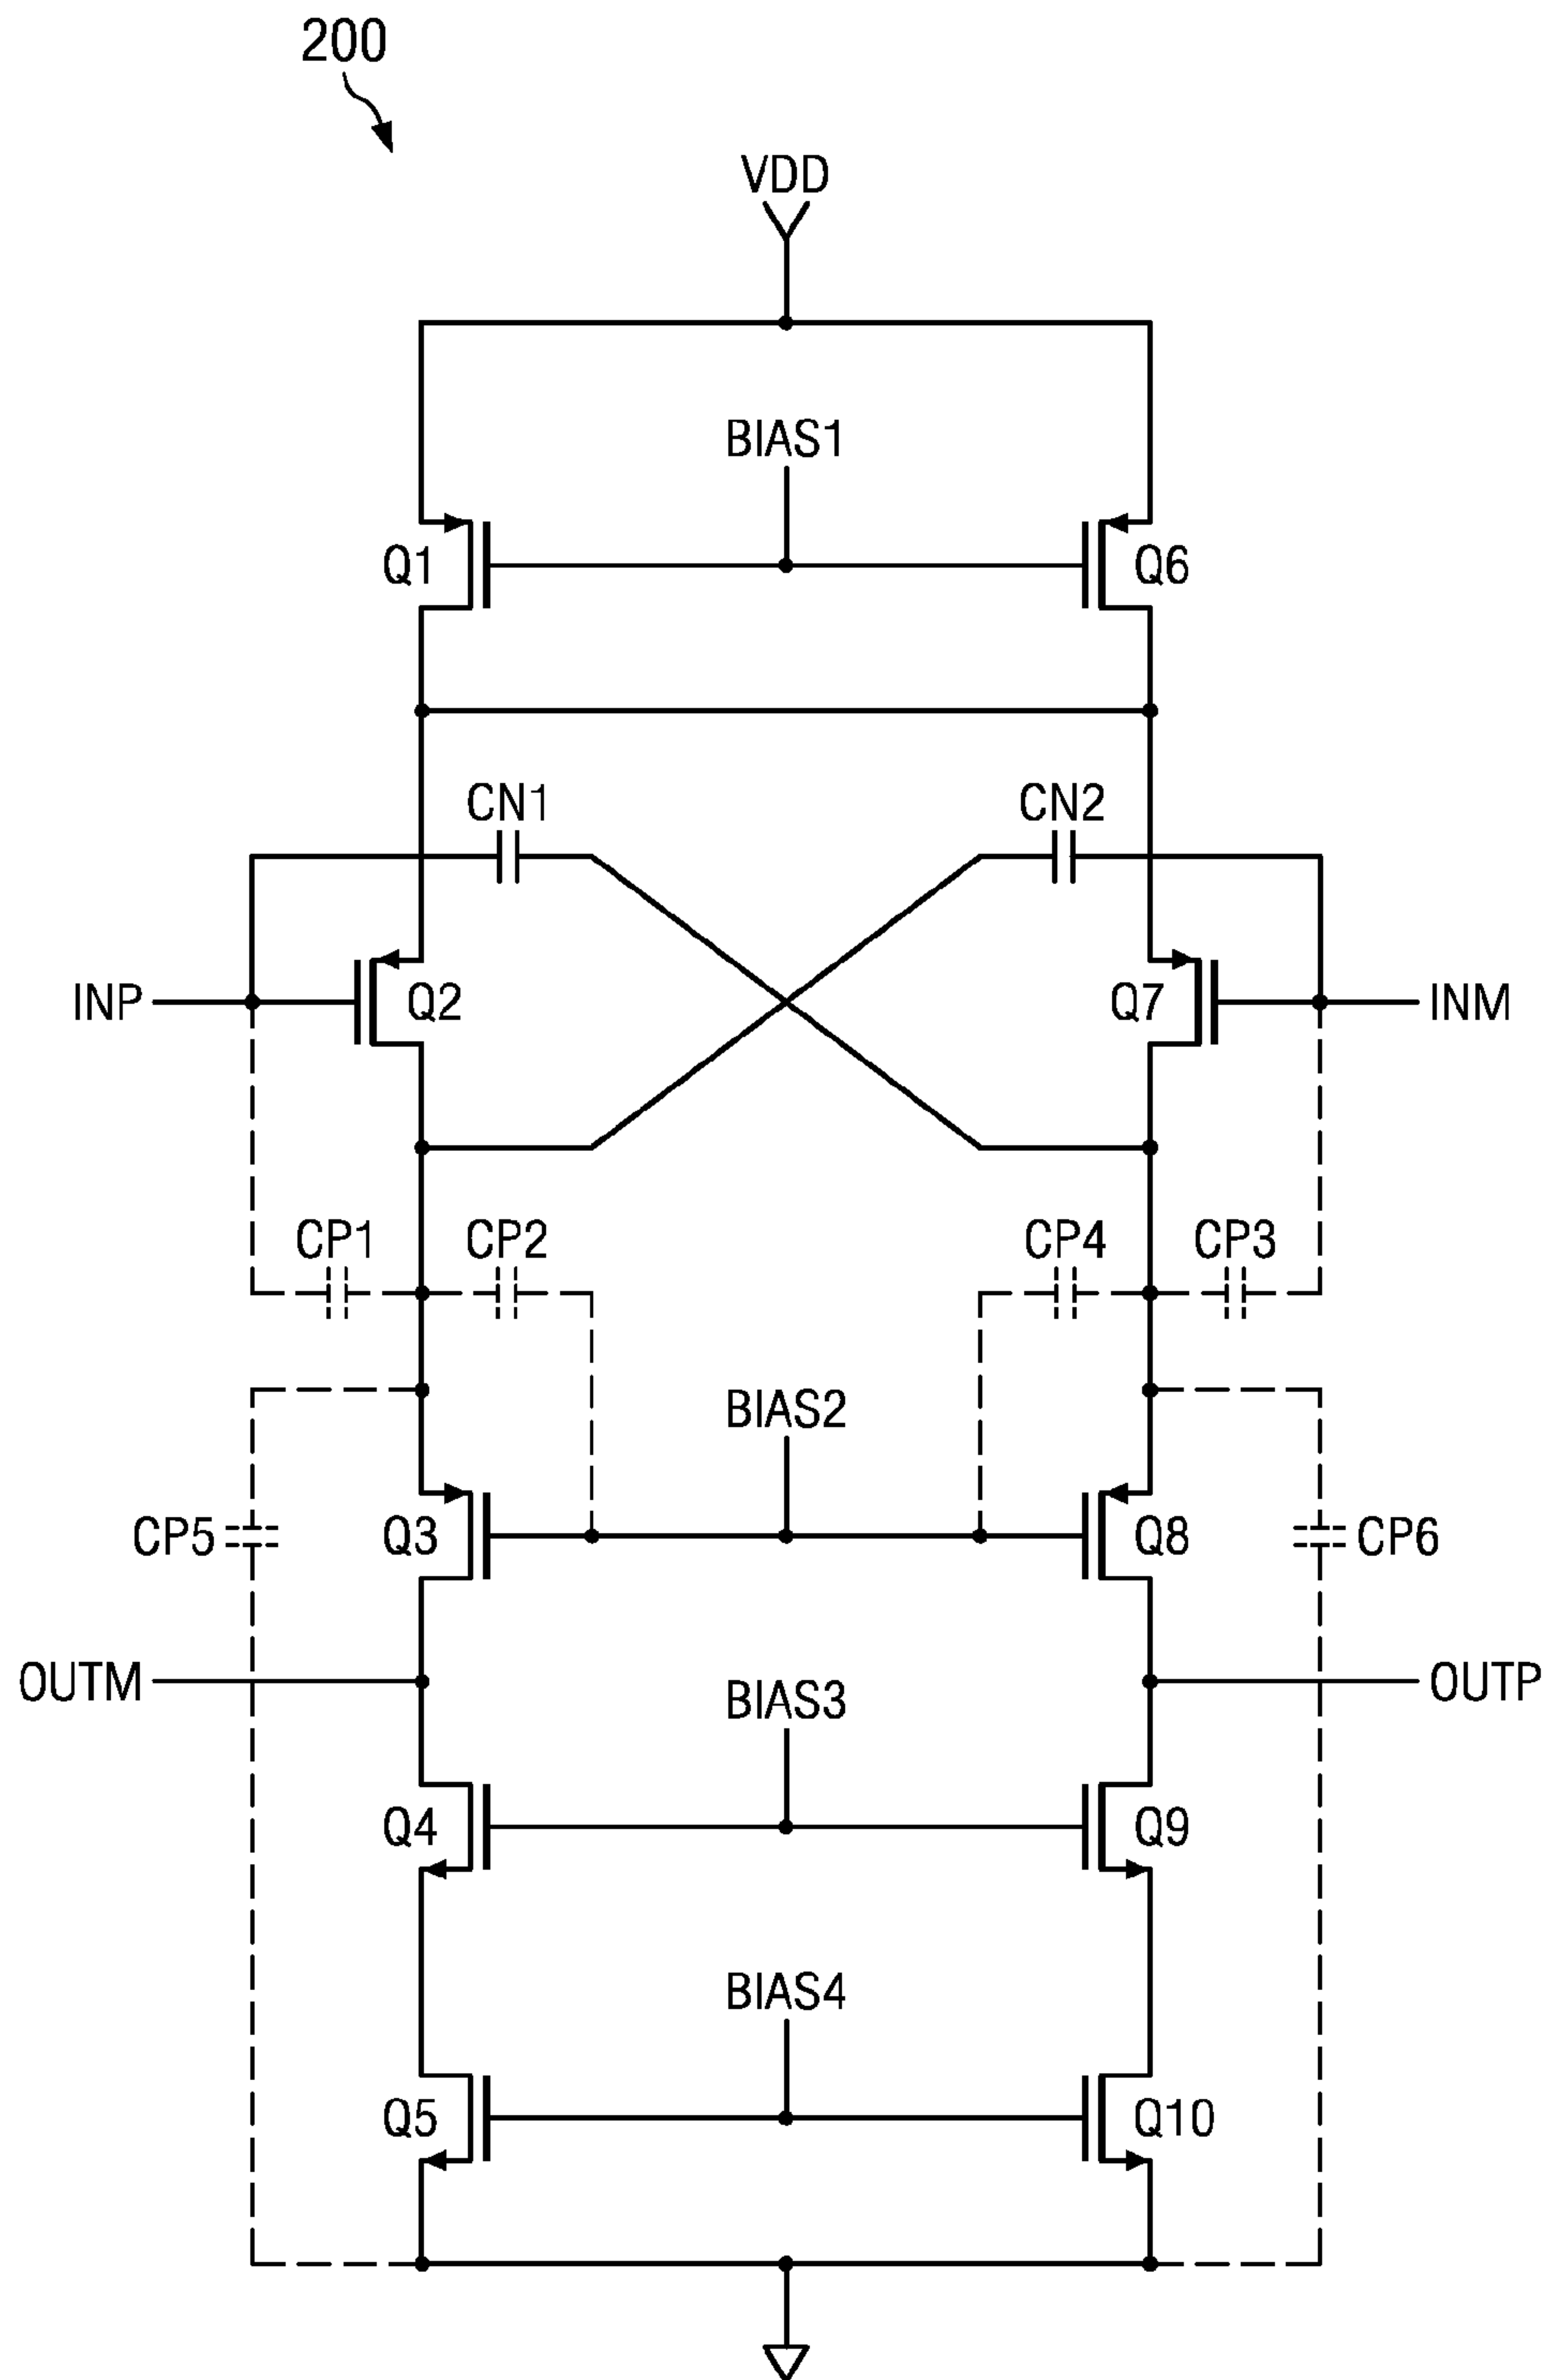 200
VDD
BIAS1
Q1
Q6
CN1
CN2
INP
Q2
Q7
INM
CP1
CP2
CP4
CP3
BIAS2
CP5
Q3
Q8
CP6
OUTM
BIAS3
OUTP
Q4
Q9
BIAS4
Q5
Q10